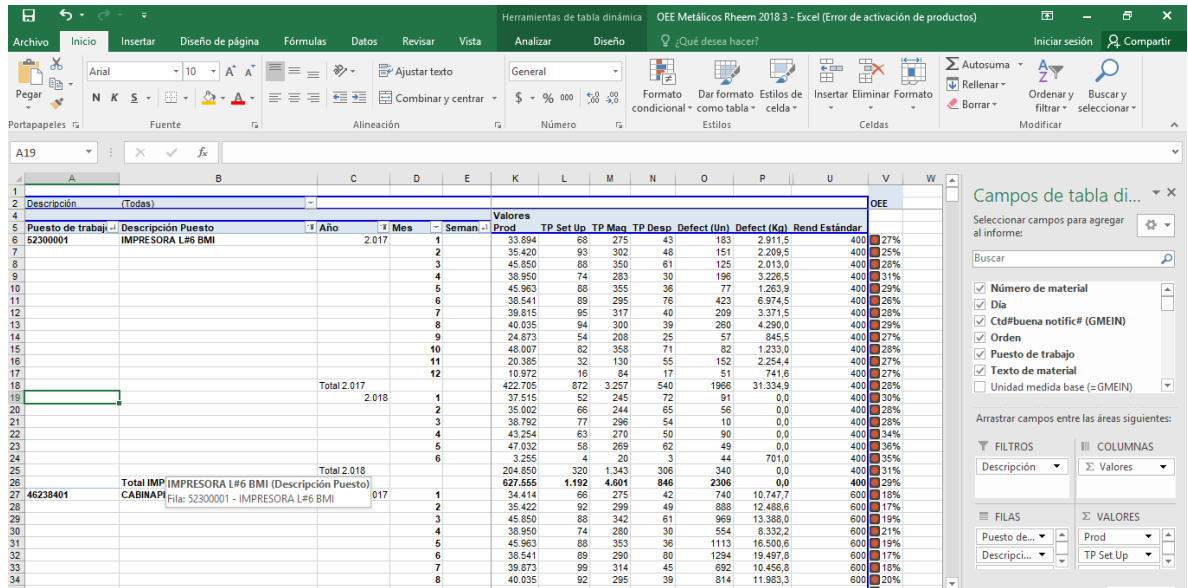 Herramientas de tabla dinámica OEE Metálicos Rheem 2018 3 - Excel (Error de activación de productos)
Archivo Inicio Insertar Diseño de página Fórmulas Datos Revisar Vista Analizar Diseño ¿Qué desea hacer? Iniciar sesión Compartir
Pegar
Arial 10 A A Ajustar texto General
N K S A Combinar y centrar $ % 000
Formato condicional Dar formato como tabla Estilos de celda
Insertar Eliminar Formato
Autosuma
Rellenar
Borrar
Ordenar y filtrar Buscar y seleccionar
Portapapeles Fuente Alineación Número Estilos Celdas Modificar
A19 fx
A B C D E K L M N O P U V W
1
2 Descripción (Todas) OEE
4 Valores
5 Puesto de trabaj Descripción Puesto Año Mes Seman Prod TP Set Up TP Maq TP Desp Defect (Un) Defect (Kg) Rend Estándar
6 52300001 IMPRESORA L#6 BMI 2.017 1 33.894 68 275 43 183 2.911,5 400 27%
7 2 35.420 93 302 48 151 2.209,5 400 25%
8 3 45.850 88 350 61 125 2.013,0 400 28%
9 4 38.950 74 283 30 196 3.226,5 400 31%
10 5 45.963 88 355 36 77 1.263,9 400 29%
11 6 38.541 89 295 76 423 6.974,5 400 26%
12 7 39.815 95 317 40 209 3.371,5 400 28%
13 8 40.035 94 300 39 260 4.290,0 400 29%
14 9 24.873 54 208 25 57 845,5 400 27%
15 10 48.007 82 358 71 82 1.233,0 400 28%
16 11 20.385 32 130 55 152 2.254,4 400 27%
17 12 10.972 16 84 17 51 741,6 400 27%
18 Total 2.017 422.705 872 3.257 540 1966 31.334,9 400 28%
19 2.018 1 37.515 52 245 72 91 0,0 400 30%
20 2 35.002 66 244 65 56 0,0 400 28%
21 3 38.792 77 296 54 10 0,0 400 28%
22 4 43.254 63 270 50 90 0,0 400 34%
23 5 47.032 58 269 62 49 0,0 400 36%
24 6 3.255 4 20 3 44 701,0 400 35%
25 Total 2.018 204.850 320 1.343 306 340 0,0 400 31%
26 Total IMP 627.555 1.192 4.601 846 2306 0,0 400 29%
IMPRESORA L#6 BMI (Descripción Puesto)
Fila: 52300001 - IMPRESORA L#6 BMI
27 46238401 CABINAP 017 1 34.414 66 275 42 740 10.747,7 600 18%
28 2 35.422 92 299 49 888 12.488,6 600 17%
29 3 45.850 88 342 61 969 13.388,0 600 19%
30 4 38.950 74 280 30 554 8.332,2 600 21%
31 5 45.963 88 353 36 1113 16.500,6 600 19%
32 6 38.541 89 290 80 1294 19.497,8 600 17%
33 7 39.873 99 314 45 692 10.456,8 600 18%
34 8 40.035 92 295 39 814 11.983,3 600 20%
Campos de tabla di...
Seleccionar campos para agregar al informe:
Buscar
Número de material
Día
Ctd#buena notific# (GMEIN)
Orden
Puesto de trabajo
Texto de material
Unidad medida base (=GMEIN)
Arrastrar campos entre las áreas siguientes:
FILTROS COLUMNAS
Descripción Σ Valores
FILAS Σ VALORES
Puesto de... Prod
Descripci... TP Set Up